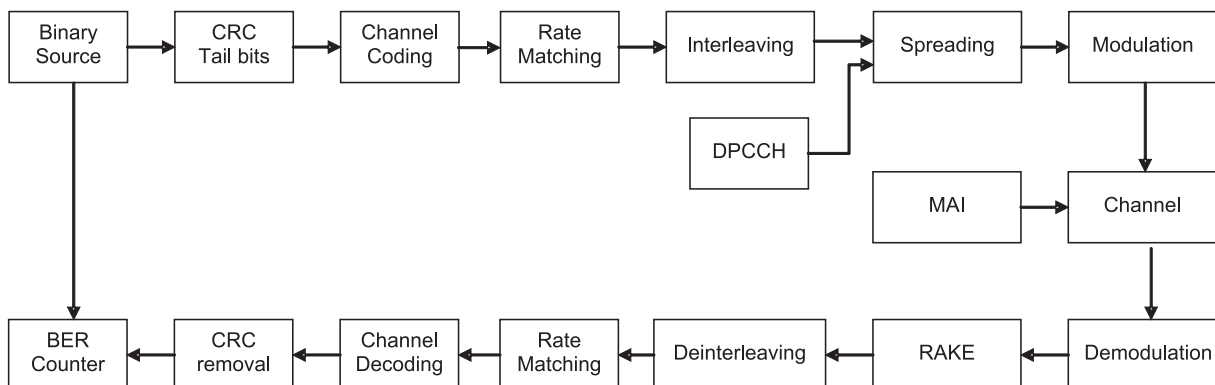 Binary
Source
CRC
Tail bits
Channel
Coding
Rate
Matching
Interleaving
Spreading
Modulation
DPCCH
MAI
Channel
BER
Counter
CRC
removal
Channel
Decoding
Rate
Matching
Deinterleaving
RAKE
Demodulation